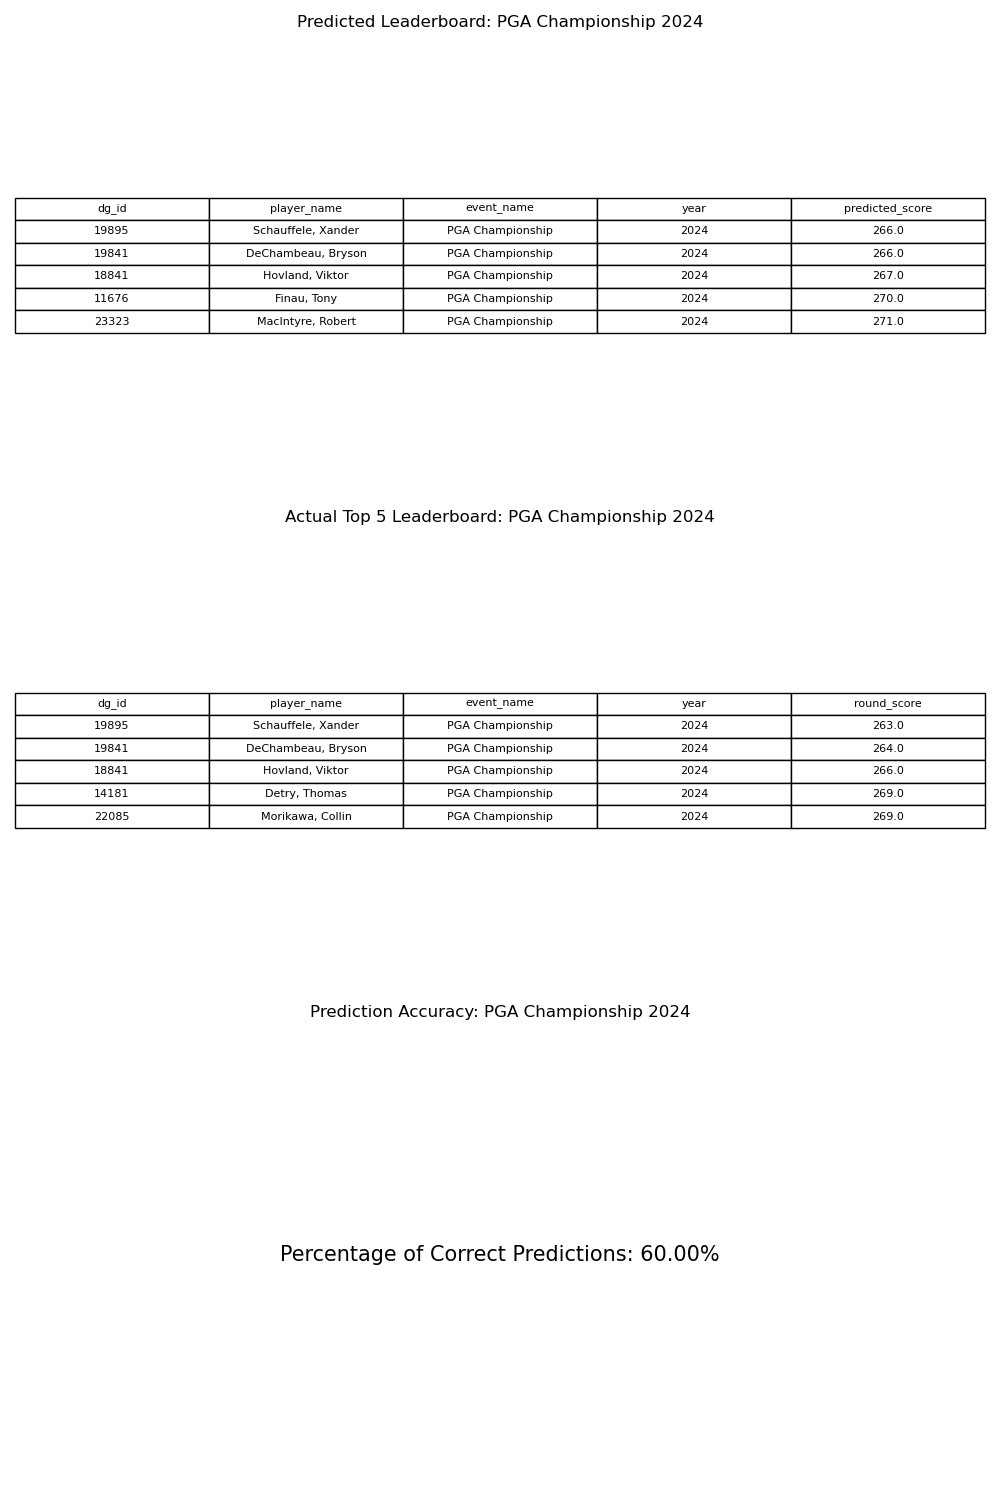 Predicted Leaderboard: PGA Championship 2024
dg_id player_name event_name year predicted_score
19895 Schauffele, Xander PGA Championship 2024 266.0
19841 DeChambeau, Bryson PGA Championship 2024 266.0
18841 Hovland, Viktor PGA Championship 2024 267.0
11676 Finau, Tony PGA Championship 2024 270.0
23323 MacIntyre, Robert PGA Championship 2024 271.0
Actual Top 5 Leaderboard: PGA Championship 2024
dg_id player_name event_name year round_score
19895 Schauffele, Xander PGA Championship 2024 263.0
19841 DeChambeau, Bryson PGA Championship 2024 264.0
18841 Hovland, Viktor PGA Championship 2024 266.0
14181 Detry, Thomas PGA Championship 2024 269.0
22085 Morikawa, Collin PGA Championship 2024 269.0
Prediction Accuracy: PGA Championship 2024
Percentage of Correct Predictions: 60.00%